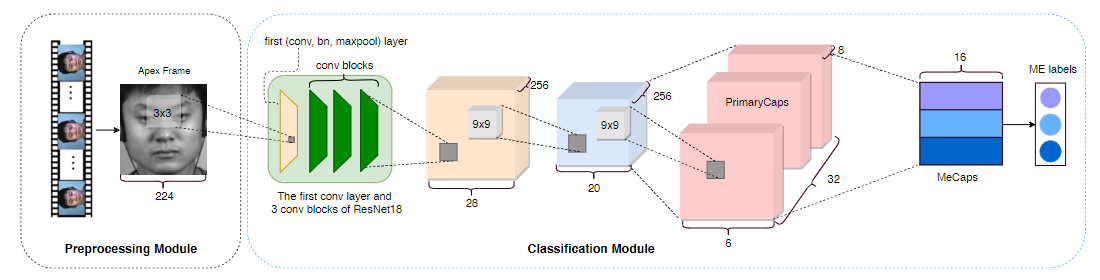 Apex Frame
3x3
224
Preprocessing Module
first (conv, bn, maxpool) layer
conv blocks
The first conv layer and
3 conv blocks of ResNet18
256
9x9
28
256
9x9
20
8
PrimaryCaps
32
6
16
MeCaps
ME labels
Classification Module